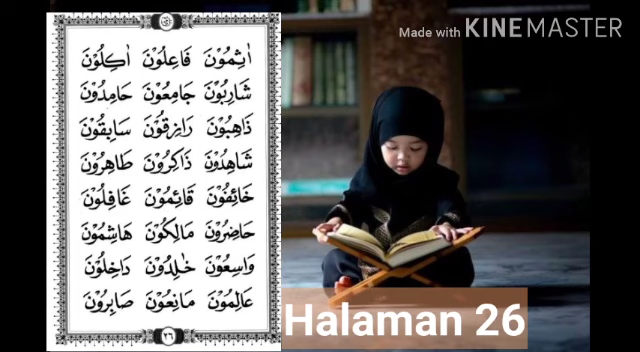 Made with KINEMASTER
اٰثِمُوْنَ فَاعِلُوْنَ اٰكِلُوْنَ
شَارِبُوْنَ جَامِعُوْنَ حَامِدُوْنَ
ذَاهِبُوْنَ رَازِقُوْنَ سَابِقُوْنَ
شَاهِدُوْنَ ذَاكِرُوْنَ طَاهِرُوْنَ
خَائِفُوْنَ قَائِمُوْنَ غَافِلُوْنَ
حَاضِرُوْنَ مَالِكُوْنَ هَاشِمُوْنَ
وَاسِعُوْنَ خٰلِدُوْنَ دَاخِلُوْنَ
عَالِمُوْنَ مَانِعُوْنَ صَابِرُوْنَ
٢٦
Halaman 26